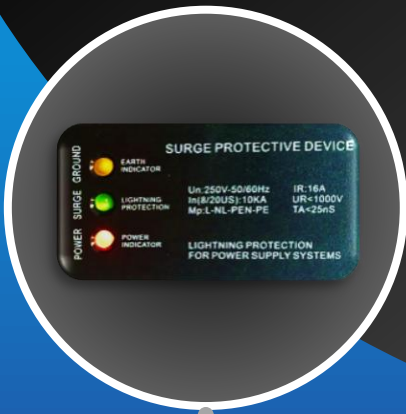 SURGE PROTECTIVE DEVICE
GROUND
EARTH
INDICATOR
SURGE
LIGHTNING
PROTECTION
POWER
POWER
INDICATOR
Un:250V-50/60Hz
In(8/20US):10KA
Mp:L-NL-PEN-PE
IR:16A
UR<1000V
TA<25nS
LIGHTNING PROTECTION
FOR POWER SUPPLY SYSTEMS